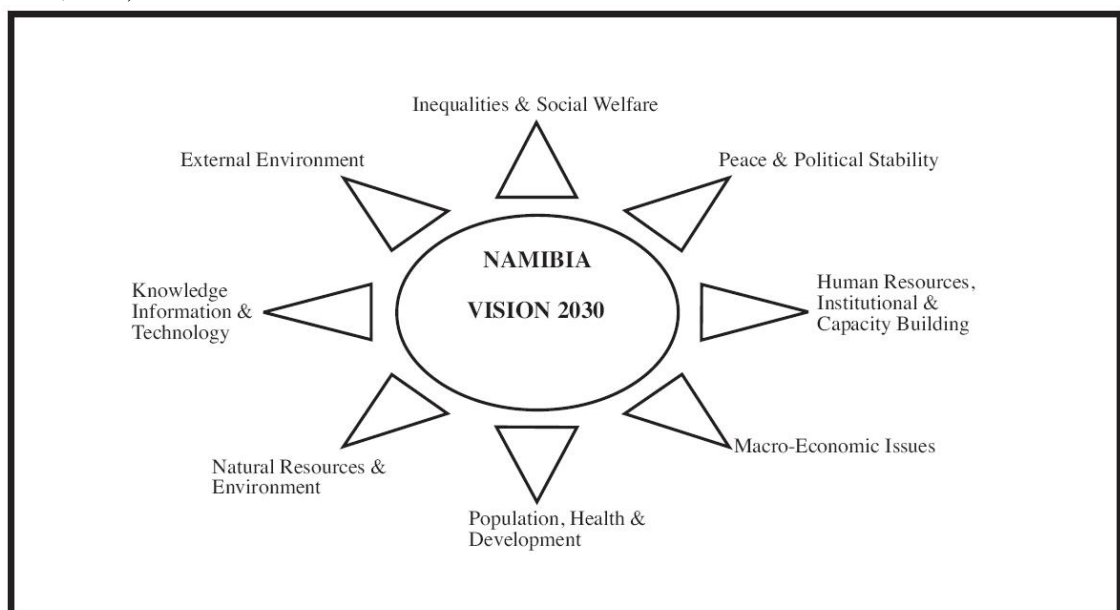 Inequalities & Social Welfare
External Environment
Peace & Political Stability
NAMIBIA
VISION 2030
Knowledge
Information &
Technology
Human Resources,
Institutional &
Capacity Building
Natural Resources &
Environment
Macro-Economic Issues
Population, Health &
Development